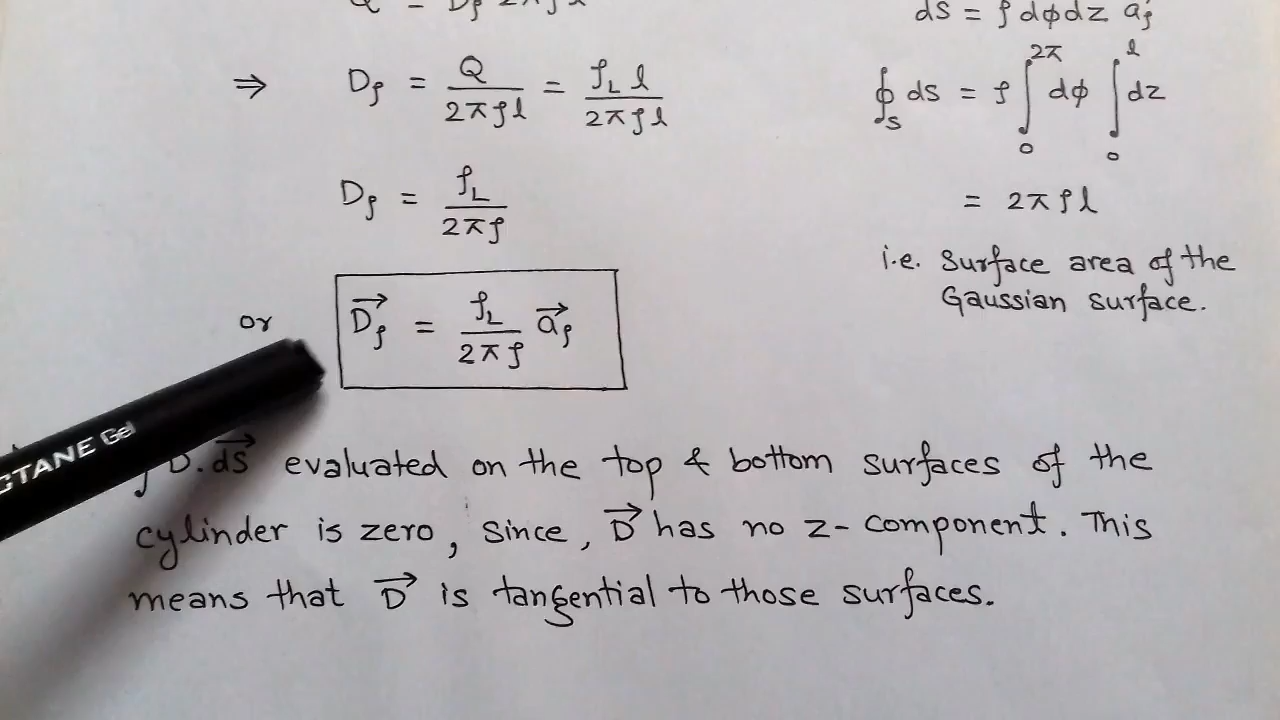 Q = Dρ 2πρl
⇒ Dρ = Q / 2πρl = ρL l / 2πρl
Dρ = ρL / 2πρ
or D⃗ρ = ρL / 2πρ a⃗ρ
dS = ρ dϕ dz aρ
∮S dS = ρ ∫₀^2π dϕ ∫₀^l dz
= 2πρl
i.e. Surface area of the
Gaussian surface.
∫ D.dS⃗ evaluated on the top & bottom surfaces of the
cylinder is zero, Since, D⃗ has no z-component. This
means that D⃗ is tangential to those surfaces.
CTANE Gel